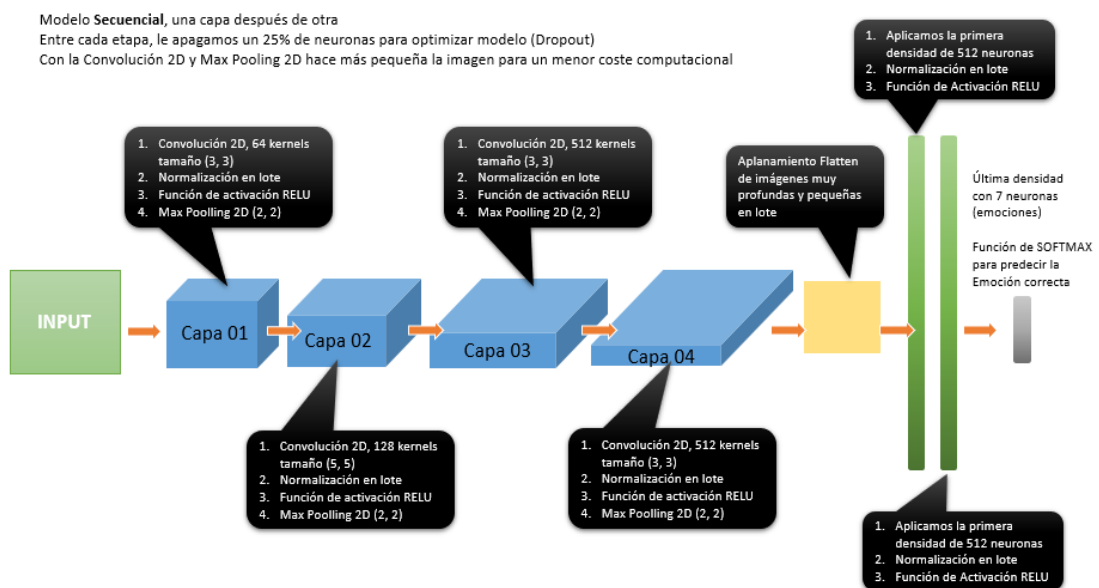 Modelo Secuencial, una capa después de otra
Entre cada etapa, le apagamos un 25% de neuronas para optimizar modelo (Dropout)
Con la Convolución 2D y Max Pooling 2D hace más pequeña la imagen para un menor coste computacional
1. Aplicamos la primera
densidad de 512 neuronas
2. Normalización en lote
3. Función de Activación RELU
1. Convolución 2D, 64 kernels
tamaño (3, 3)
2. Normalización en lote
3. Función de activación RELU
4. Max Poolling 2D (2, 2)
1. Convolución 2D, 512 kernels
tamaño (3, 3)
2. Normalización en lote
3. Función de activación RELU
4. Max Poolling 2D (2, 2)
Aplanamiento Flatten
de imágenes muy
profundas y pequeñas
en lote
Última densidad
con 7 neuronas
(emociones)
Función de SOFTMAX
para predecir la
Emoción correcta
INPUT
Capa 01
Capa 02
Capa 03
Capa 04
1. Convolución 2D, 128 kernels
tamaño (5, 5)
2. Normalización en lote
3. Función de activación RELU
4. Max Poolling 2D (2, 2)
1. Convolución 2D, 512 kernels
tamaño (3, 3)
2. Normalización en lote
3. Función de activación RELU
4. Max Poolling 2D (2, 2)
1. Aplicamos la primera
densidad de 512 neuronas
2. Normalización en lote
3. Función de Activación RELU